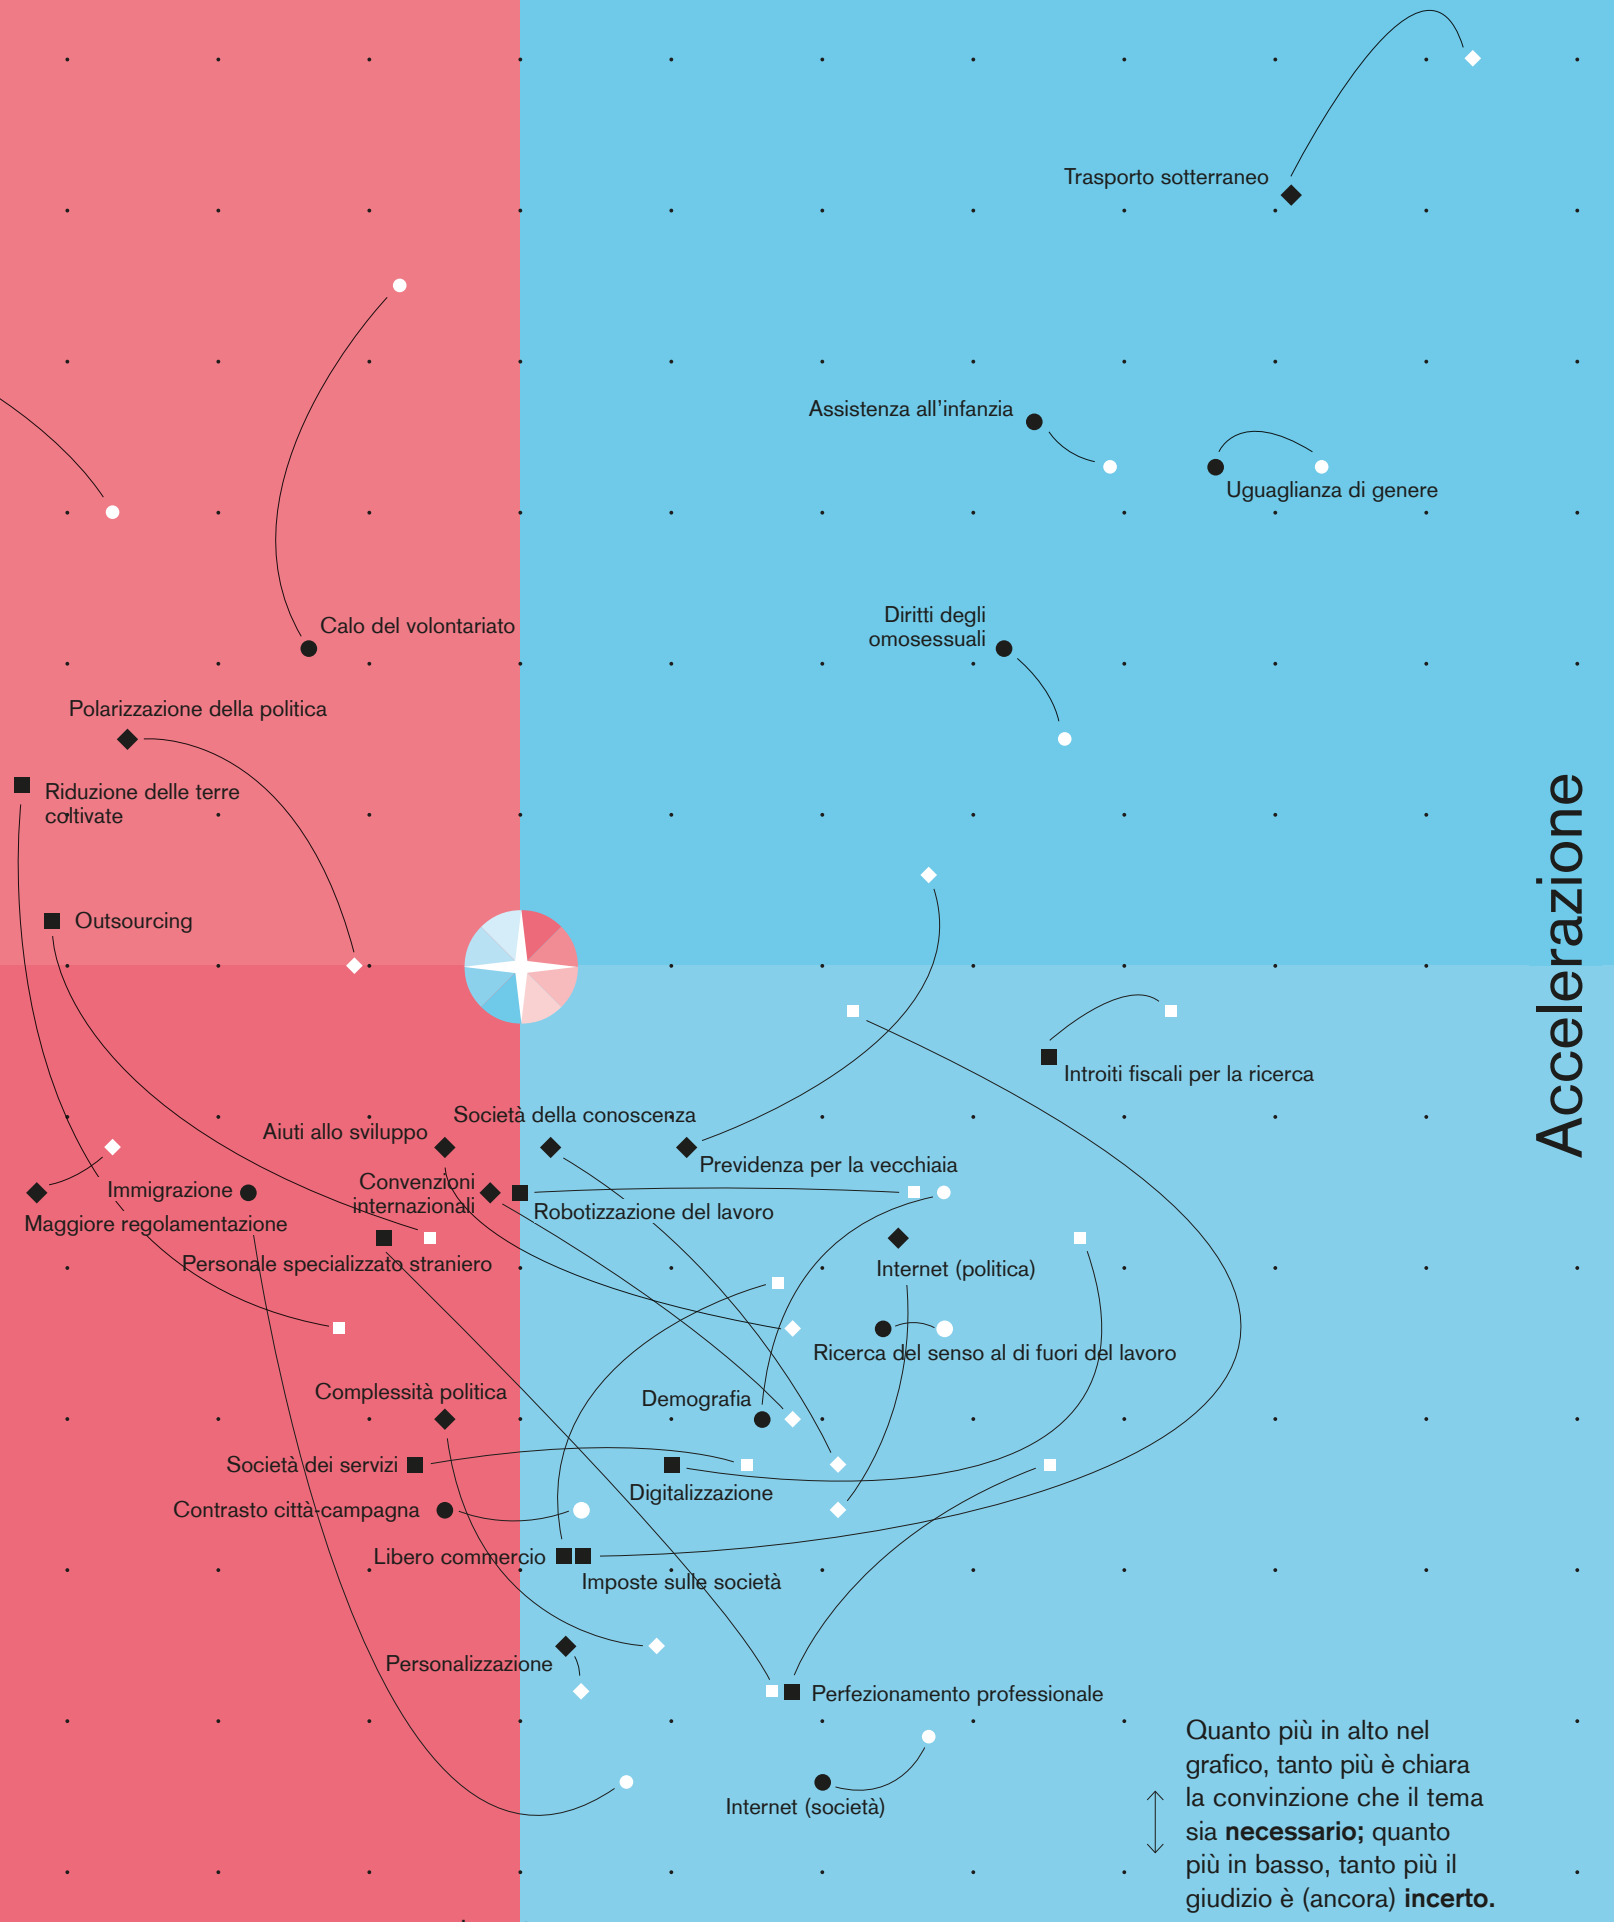 Trasporto sotterraneo
Assistenza all’infanzia
Uguaglianza di genere
Calo del volontariato
Diritti degli
omosessuali
Polarizzazione della politica
Riduzione delle terre
coltivate
Accelerazione
Outsourcing
Introiti fiscali per la ricerca
Società della conoscenza
Aiuti allo sviluppo
Previdenza per la vecchiaia
Convenzioni
internazionali
Immigrazione
Robotizzazione del lavoro
Maggiore regolamentazione
Personale specializzato straniero
Internet (politica)
Ricerca del senso al di fuori del lavoro
Complessità politica
Demografia
Società dei servizi
Digitalizzazione
Contrasto città-campagna
Libero commercio
Imposte sulle società
Personalizzazione
Perfezionamento professionale
Internet (società)
Quanto più in alto nel
grafico, tanto più è chiara
la convinzione che il tema
sia necessario; quanto
più in basso, tanto più il
giudizio è (ancora) incerto.